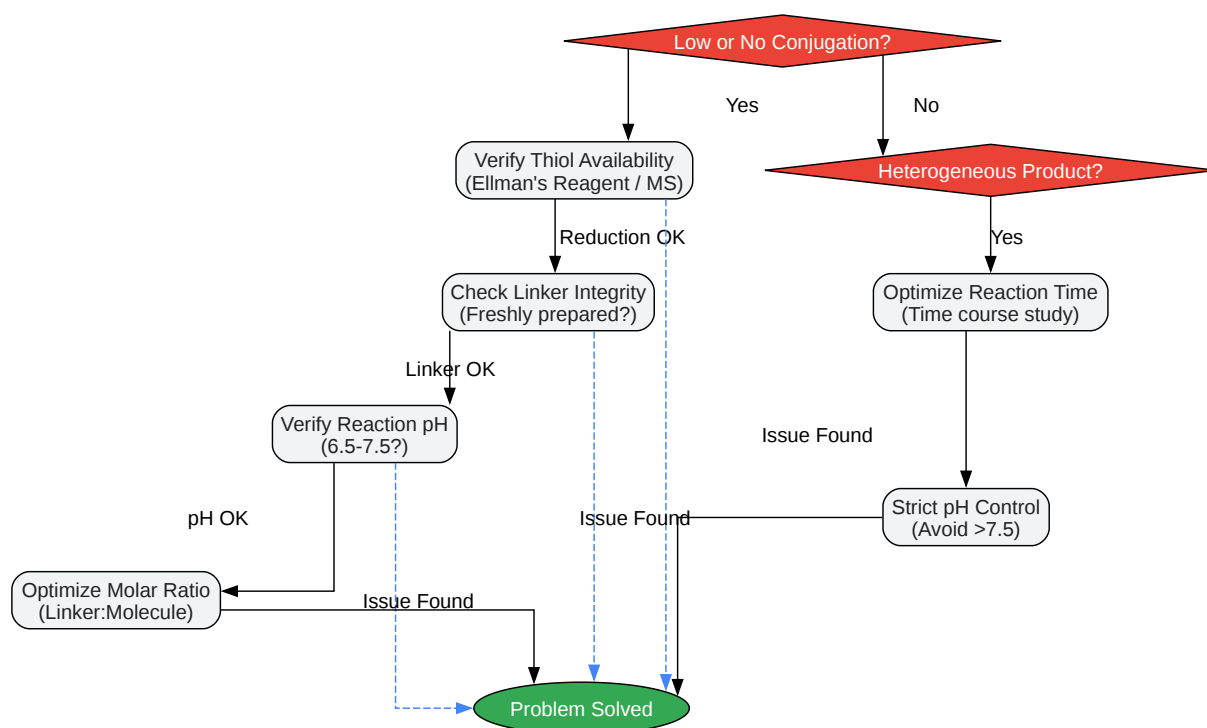 Low or No Conjugation?
Yes
No
Verify Thiol Availability
(Ellman's Reagent / MS)
Heterogeneous Product?
Reduction OK
Yes
Check Linker Integrity
(Freshly prepared?)
Optimize Reaction Time
(Time course study)
Linker OK
Verify Reaction pH
(6.5-7.5?)
Issue Found
pH OK
Issue Found
Strict pH Control
(Avoid >7.5)
Optimize Molar Ratio
(Linker:Molecule)
Issue Found
Problem Solved